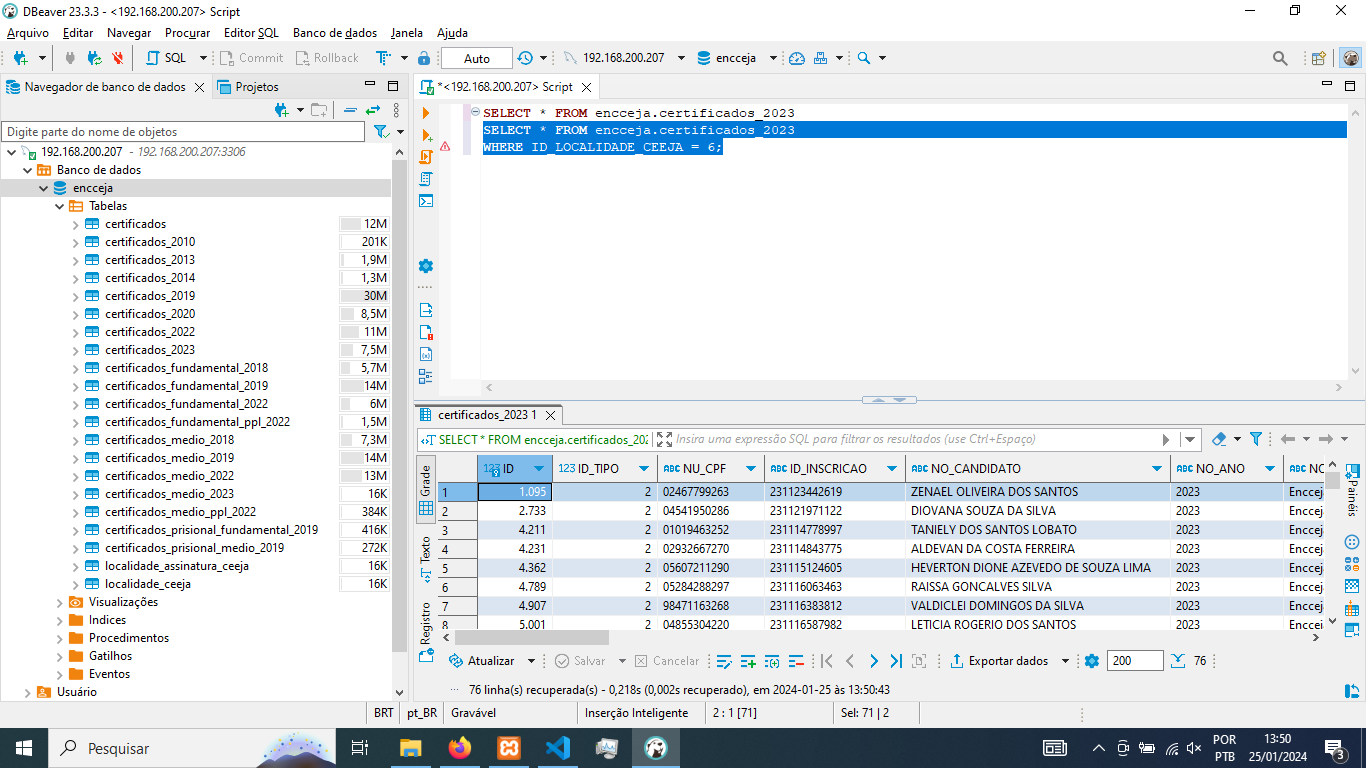 DBeaver 23.3.3 - <192.168.200.207> Script
Arquivo Editar Navegar Procurar Editor SQL Banco de dados Janela Ajuda
SQL Commit Rollback Auto 192.168.200.207 encceja
Navegador de banco de dados Projetos
*<192.168.200.207> Script
Digite parte do nome de objetos
192.168.200.207 - 192.168.200.207:3306
Banco de dados
encceja
Tabelas
certificados 12M
certificados_2010 201K
certificados_2013 1,9M
certificados_2014 1,3M
certificados_2019 30M
certificados_2020 8,5M
certificados_2022 11M
certificados_2023 7,5M
certificados_fundamental_2018 5,7M
certificados_fundamental_2019 14M
certificados_fundamental_2022 6M
certificados_fundamental_ppl_2022 1,5M
certificados_medio_2018 7,3M
certificados_medio_2019 14M
certificados_medio_2022 13M
certificados_medio_2023 16K
certificados_medio_ppl_2022 384K
certificados_prisional_fundamental_2019 416K
certificados_prisional_medio_2019 272K
localidade_assinatura_ceeja 16K
localidade_ceeja 16K
Visualizações
Indices
Procedimentos
Gatilhos
Eventos
Usuário
SELECT * FROM encceja.certificados_2023
SELECT * FROM encceja.certificados_2023
WHERE ID_LOCALIDADE_CEEJA = 6;
certificados_2023 1
SELECT * FROM encceja.certificados_202 Insira uma expressão SQL para filtrar os resultados (use Ctrl+Espaço)
Grade
Texto
Registro
Painéis
123 ID 123 ID_TIPO ABC NU_CPF ABC ID_INSCRICAO ABC NO_CANDIDATO ABC NO_ANO ABC NO
1 1.095 2 02467799263 231123442619 ZENAEL OLIVEIRA DOS SANTOS 2023 Enccej
2 2.733 2 04541950286 231121971122 DIOVANA SOUZA DA SILVA 2023 Enccej
3 4.211 2 01019463252 231114778997 TANIELY DOS SANTOS LOBATO 2023 Enccej
4 4.231 2 02932667270 231114843775 ALDEVAN DA COSTA FERREIRA 2023 Enccej
5 4.362 2 05607211290 231115124605 HEVERTON DIONE AZEVEDO DE SOUZA LIMA 2023 Enccej
6 4.789 2 05284288297 231116063463 RAISSA GONCALVES SILVA 2023 Enccej
7 4.907 2 98471163268 231116383812 VALDICLEI DOMINGOS DA SILVA 2023 Enccej
8 5.001 2 04855304220 231116587982 LETICIA ROGERIO DOS SANTOS 2023 Enccej
Atualizar Salvar Cancelar Exportar dados 200 76
76 linha(s) recuperada(s) - 0,218s (0,002s recuperado), em 2024-01-25 às 13:50:43
BRT pt_BR Gravável Inserção Inteligente 2 : 1 [71] Sel: 71 | 2
Pesquisar
POR
PTB
13:50
25/01/2024
3